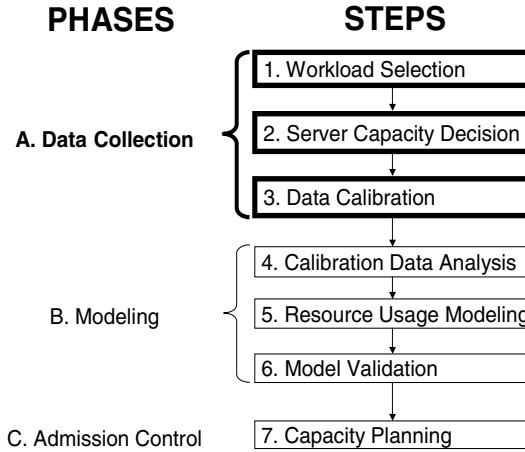 PHASES STEPS
1. Workload Selection
A. Data Collection 2. Server Capacity Decision
3. Data Calibration
4. Calibration Data Analysis
B. Modeling 5. Resource Usage Modeling
6. Model Validation
C. Admission Control 7. Capacity Planning